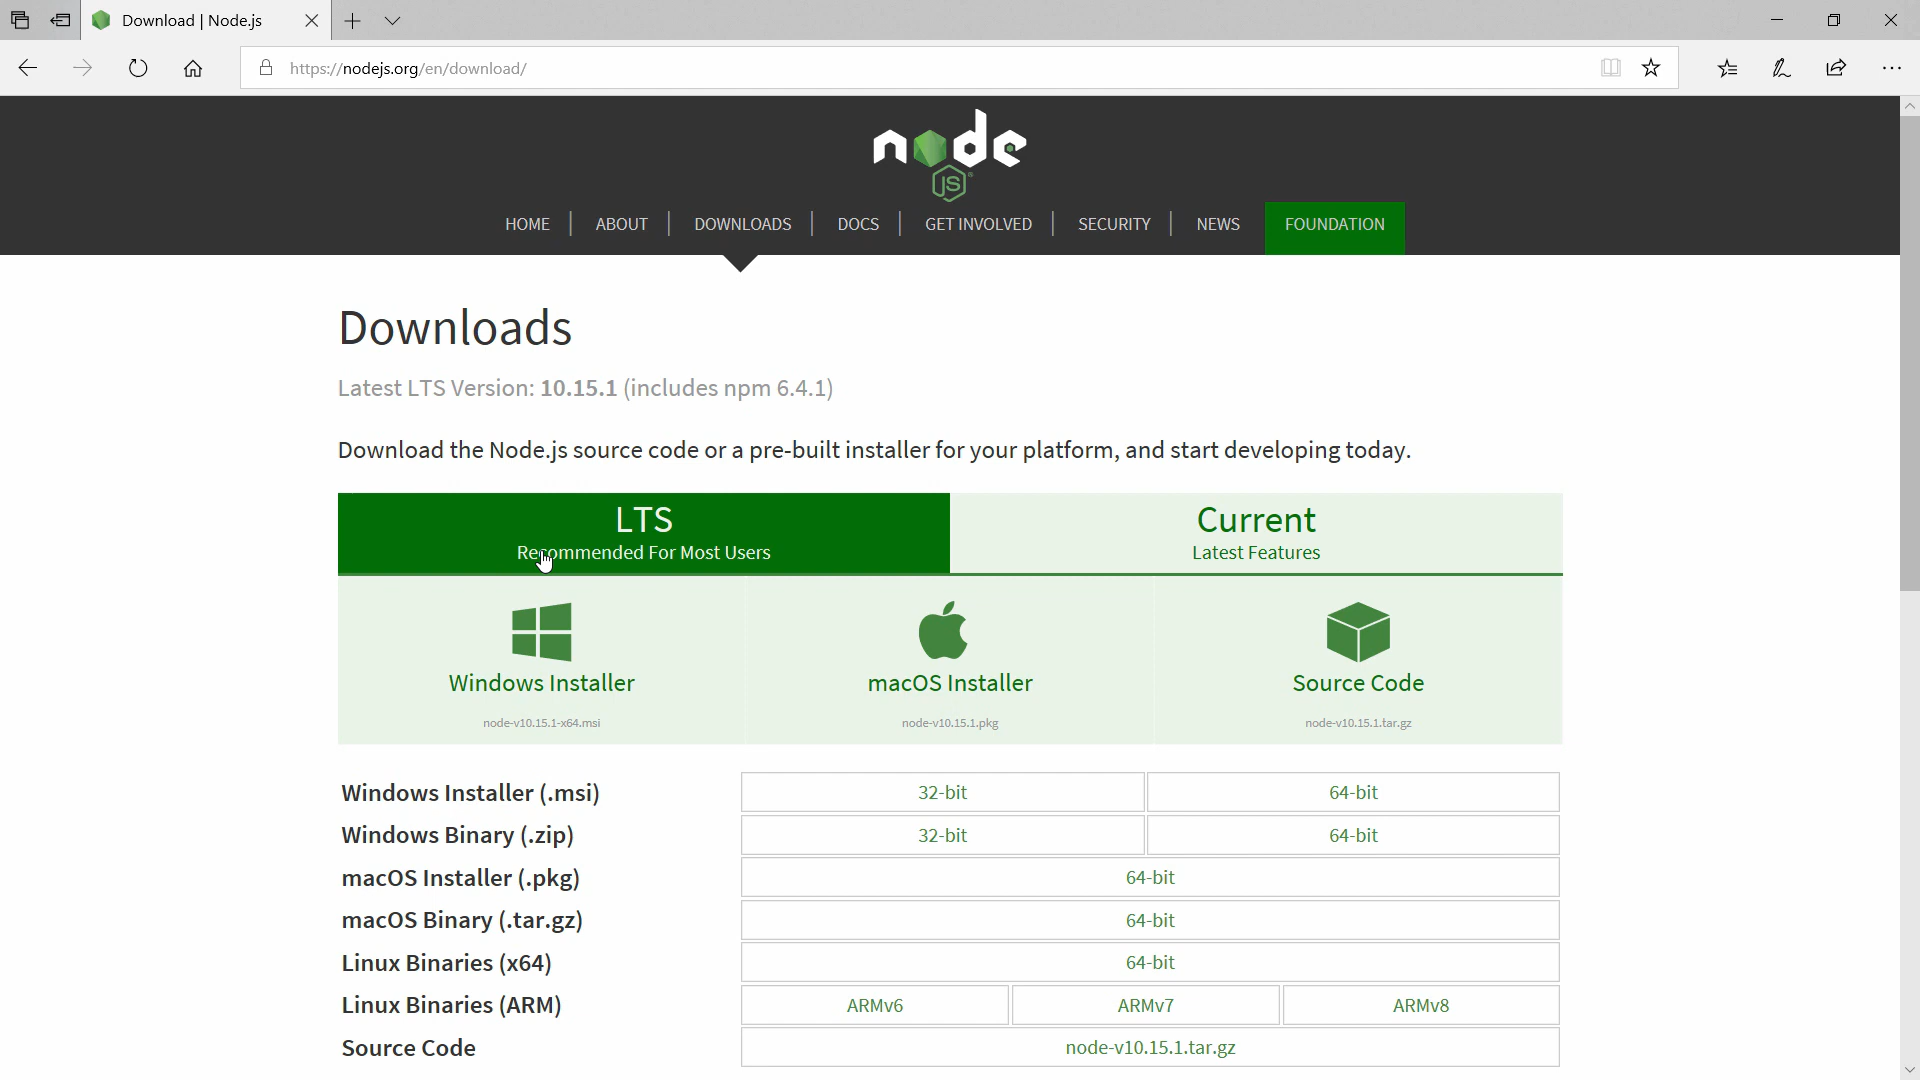 Download | Node.js
https://nodejs.org/en/download/
node
JS
HOME ABOUT DOWNLOADS DOCS GET INVOLVED SECURITY NEWS FOUNDATION
Downloads
Latest LTS Version: 10.15.1 (includes npm 6.4.1)
Download the Node.js source code or a pre-built installer for your platform, and start developing today.
LTS
Recommended For Most Users
Current
Latest Features
Windows Installer
node-v10.15.1-x64.msi
macOS Installer
node-v10.15.1.pkg
Source Code
node-v10.15.1.tar.gz
Windows Installer (.msi) 32-bit 64-bit
Windows Binary (.zip) 32-bit 64-bit
macOS Installer (.pkg) 64-bit
macOS Binary (.tar.gz) 64-bit
Linux Binaries (x64) 64-bit
Linux Binaries (ARM) ARMv6 ARMv7 ARMv8
Source Code node-v10.15.1.tar.gz